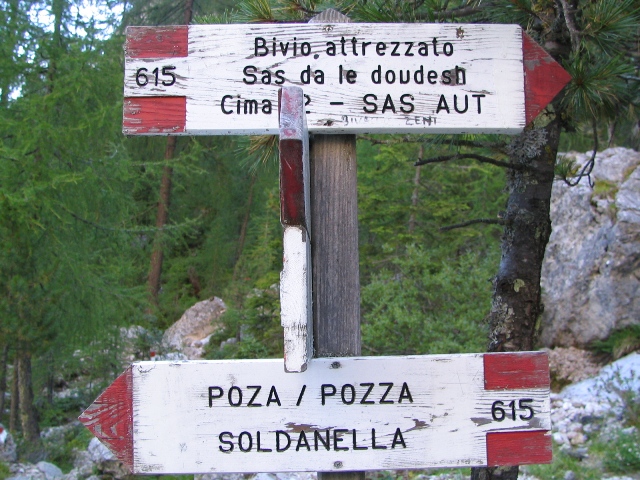 Bivio attrezzato
615
Sas da le doudesh
Cima ? - SAS AUT
POZA / POZZA
615
SOLDANELLA